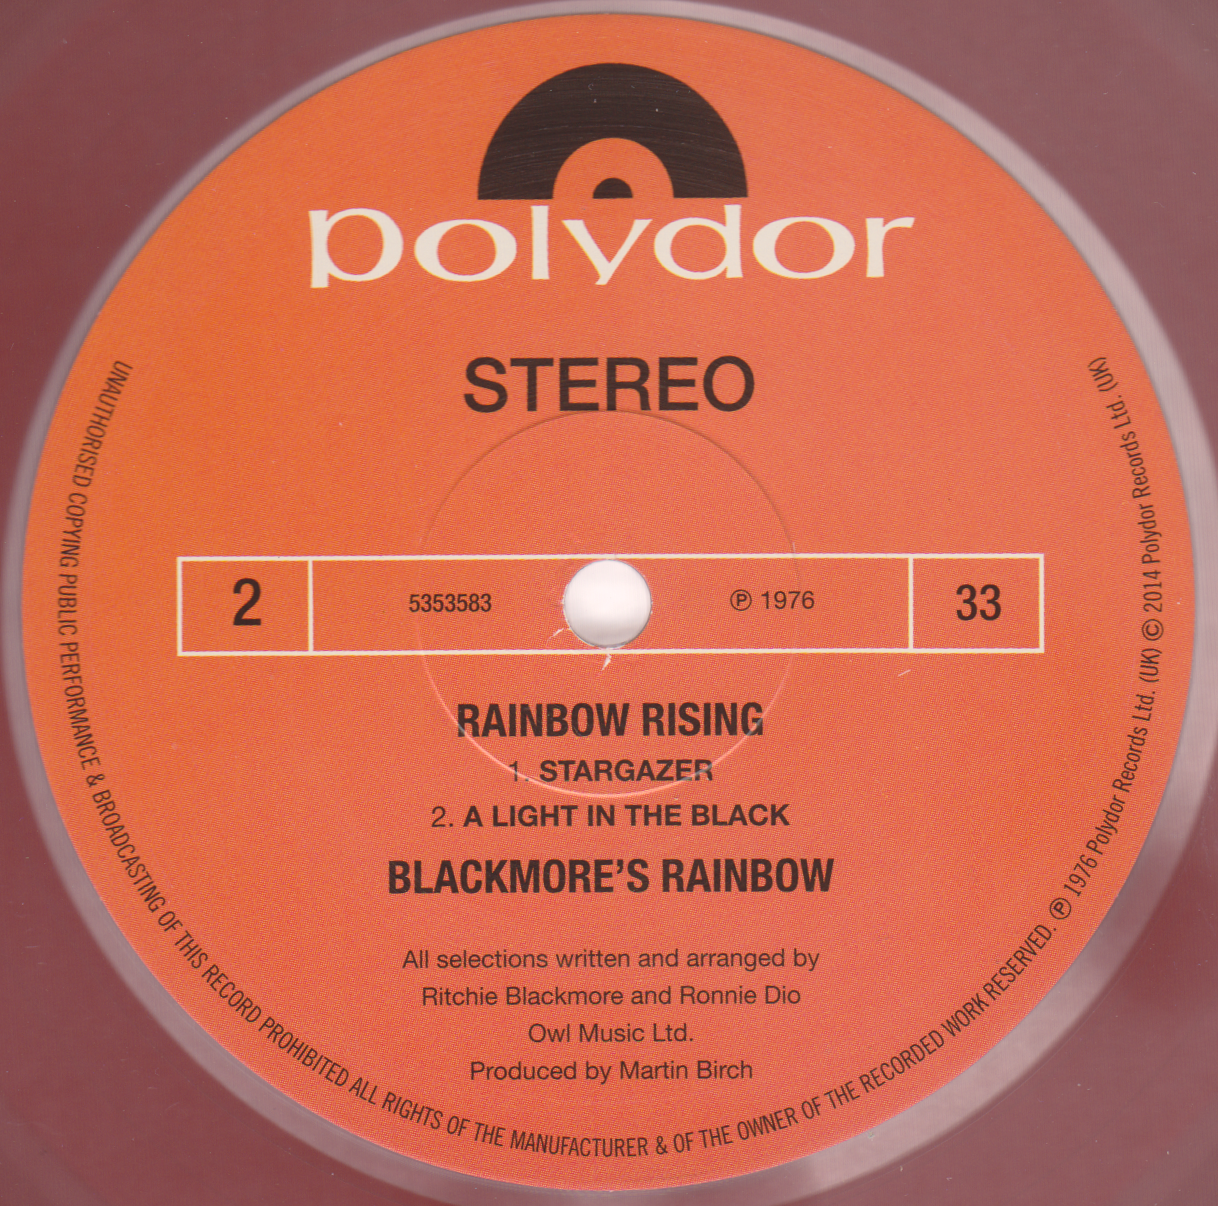 polydor
STEREO
2
5353583
℗ 1976
33
RAINBOW RISING
1. STARGAZER
2. A LIGHT IN THE BLACK
BLACKMORE'S RAINBOW
All selections written and arranged by
Ritchie Blackmore and Ronnie Dio
Owl Music Ltd.
Produced by Martin Birch
UNAUTHORISED COPYING PUBLIC PERFORMANCE & BROADCASTING OF THIS RECORD PROHIBITED ALL RIGHTS OF THE MANUFACTURER & OF THE OWNER OF THE RECORDED WORK RESERVED. ℗ 1976 Polydor Records Ltd. (UK) © 2014 Polydor Records Ltd. (UK)